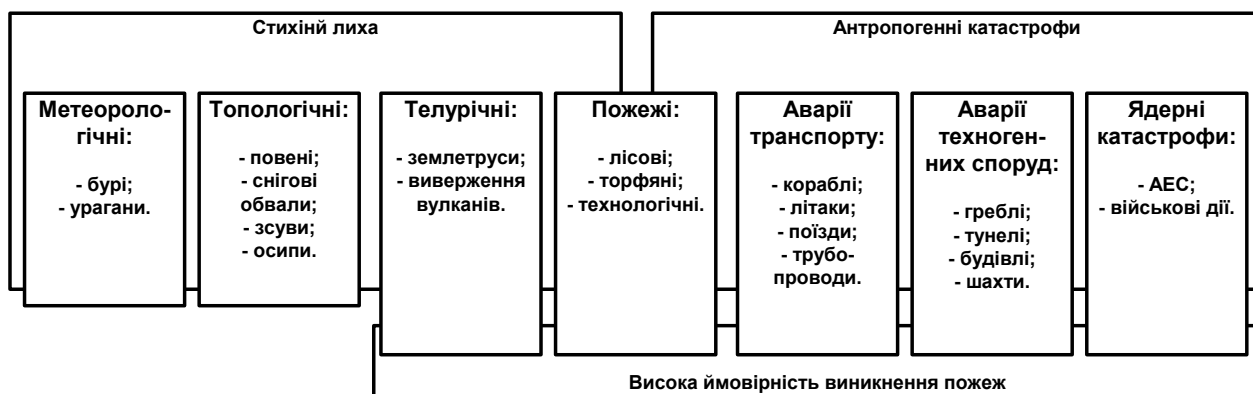 Стихінй лиха
Антропогенні катастрофи
Метеороло-
гічні:
- бурі;
- урагани.
Топологічні:
- повені;
- снігові
обвали;
- зсуви;
- осипи.
Телурічні:
- землетруси;
- виверження
вулканів.
Пожежі:
- лісові;
- торфяні;
- технологічні.
Аварії
транспорту:
- кораблі;
- літаки;
- поїзди;
- трубо-
проводи.
Аварії
техноген-
них споруд:
- греблі;
- тунелі;
- будівлі;
- шахти.
Ядерні
катастрофи:
- АЕС;
- військові дії.
Висока ймовірність виникнення пожеж